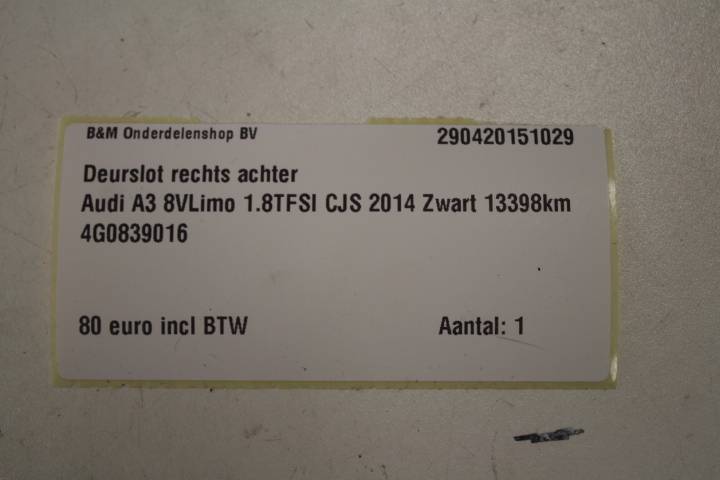 B&M Onderdelenshop BV 290420151029
Deurslot rechts achter
Audi A3 8VLimo 1.8TFSI CJS 2014 Zwart 13398km
4G0839016
80 euro incl BTW Aantal: 1